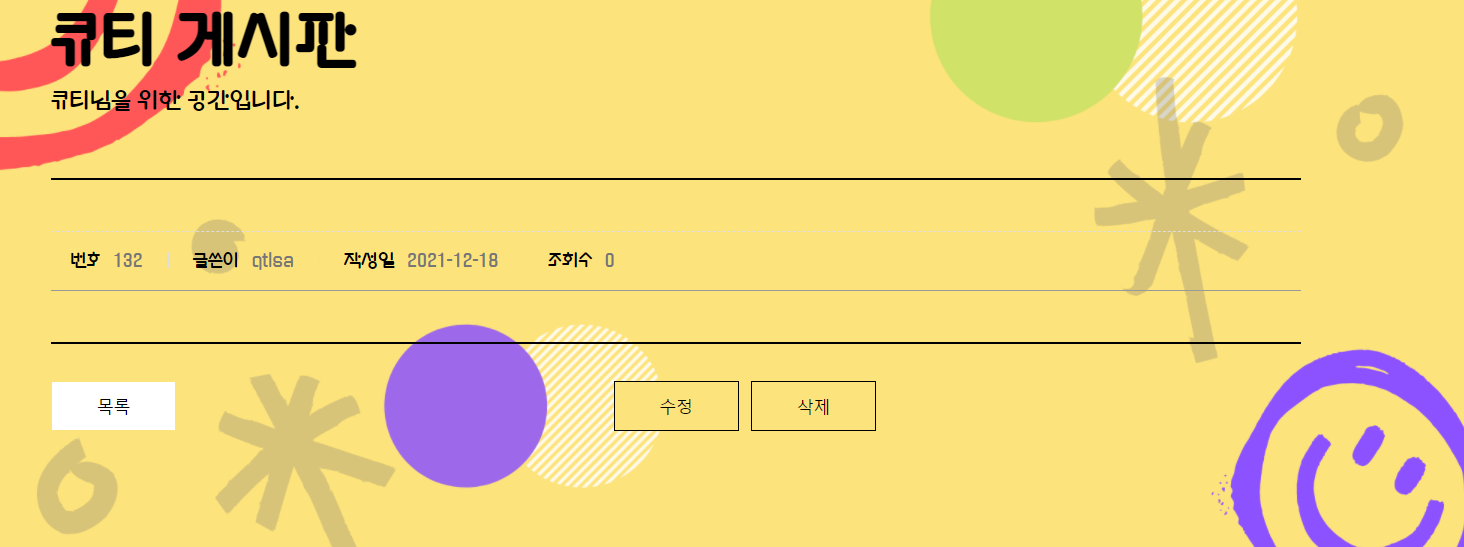 큐티 게시판
큐티님을 위한 공간입니다.
번호 132 글쓴이 qtlsa 작성일 2021-12-18 조회수 0
목록 수정 삭제